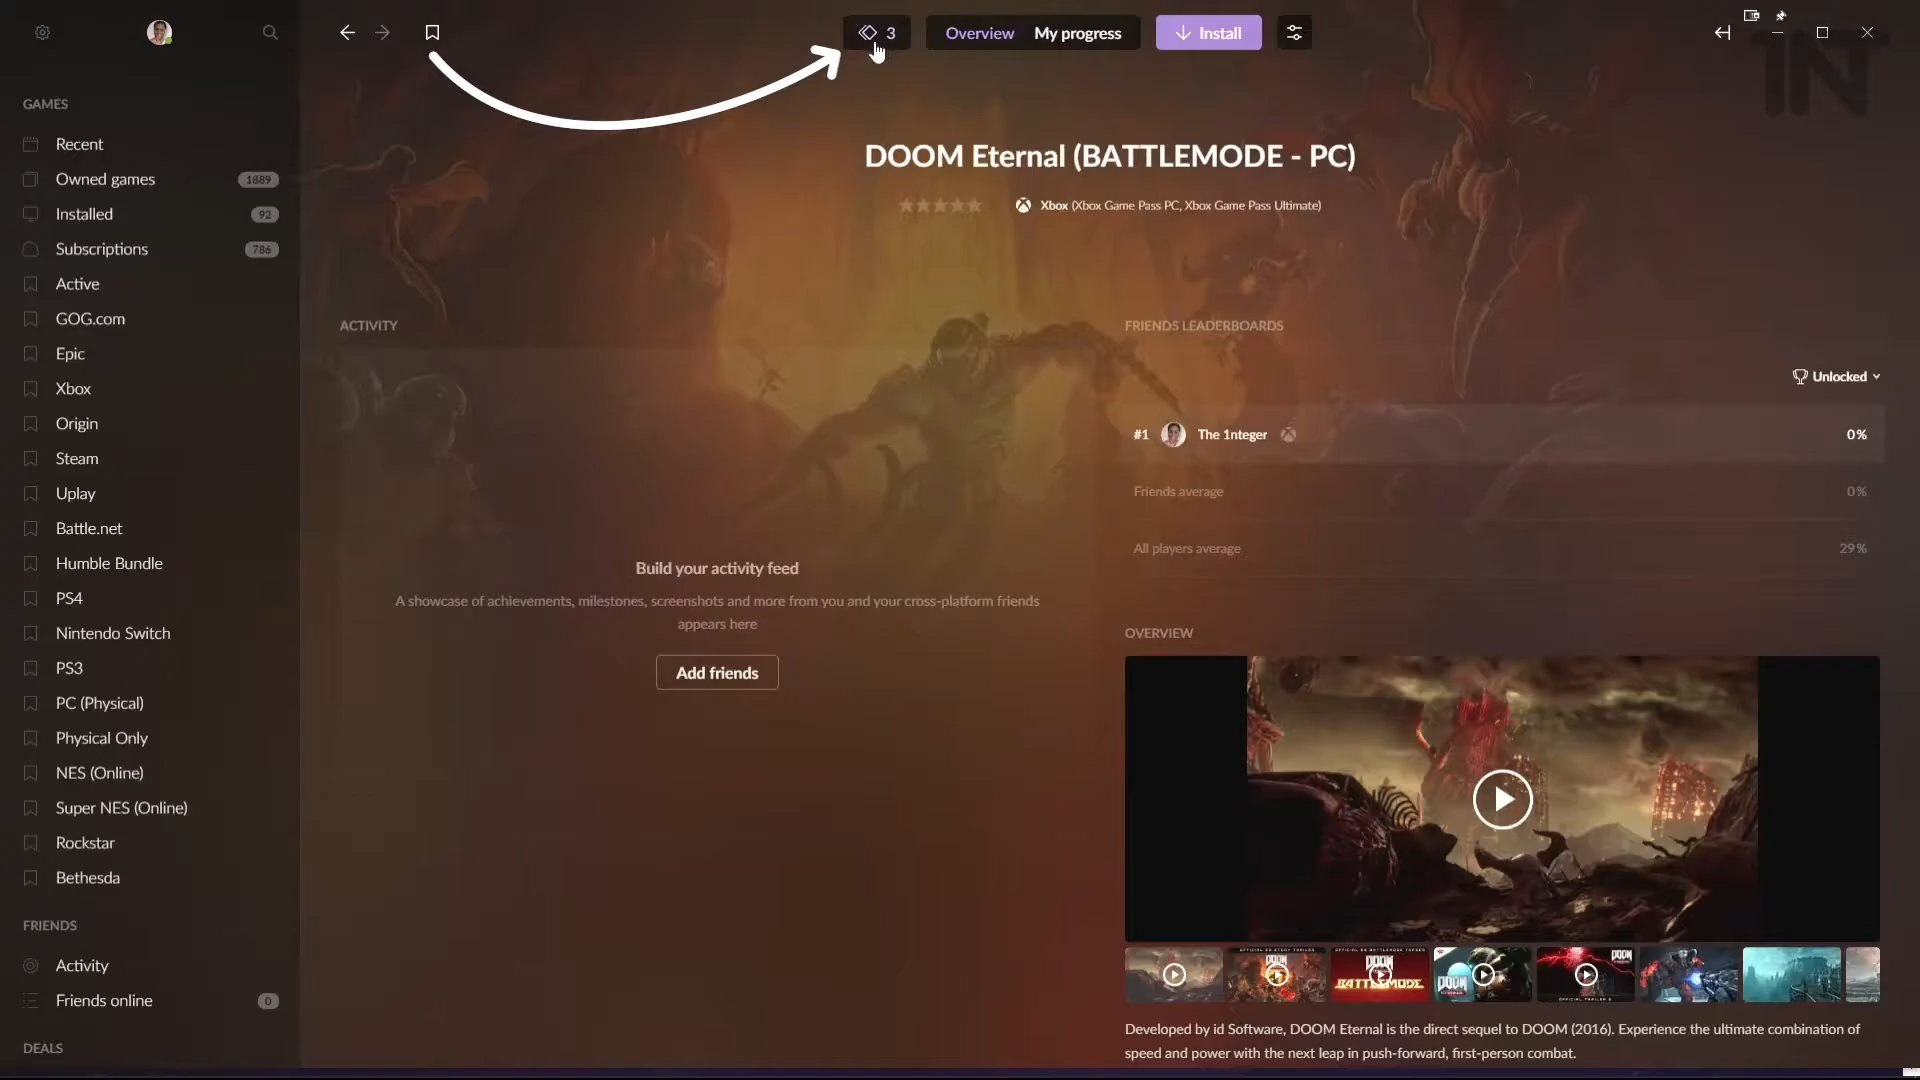 3
Overview
My progress
Install
IN
GAMES
Recent
Owned games 1889
Installed 92
Subscriptions 786
Active
GOG.com
Epic
Xbox
Origin
Steam
Uplay
Battle.net
Humble Bundle
PS4
Nintendo Switch
PS3
PC (Physical)
Physical Only
NES (Online)
Super NES (Online)
Rockstar
Bethesda
FRIENDS
Activity
Friends online 0
DEALS
DOOM Eternal (BATTLEMODE - PC)
Xbox (Xbox Game Pass PC, Xbox Game Pass Ultimate)
ACTIVITY
Build your activity feed
A showcase of achievements, milestones, screenshots and more from you and your cross-platform friends
appears here
Add friends
FRIENDS LEADERBOARDS
Unlocked
#1 The 1nteger 0%
Friends average 0%
All players average 29%
OVERVIEW
DOOM
DOOM
BATTLEMODE
DOOM
DOOM
Developed by id Software, DOOM Eternal is the direct sequel to DOOM (2016). Experience the ultimate combination of
speed and power with the next leap in push-forward, first-person combat.